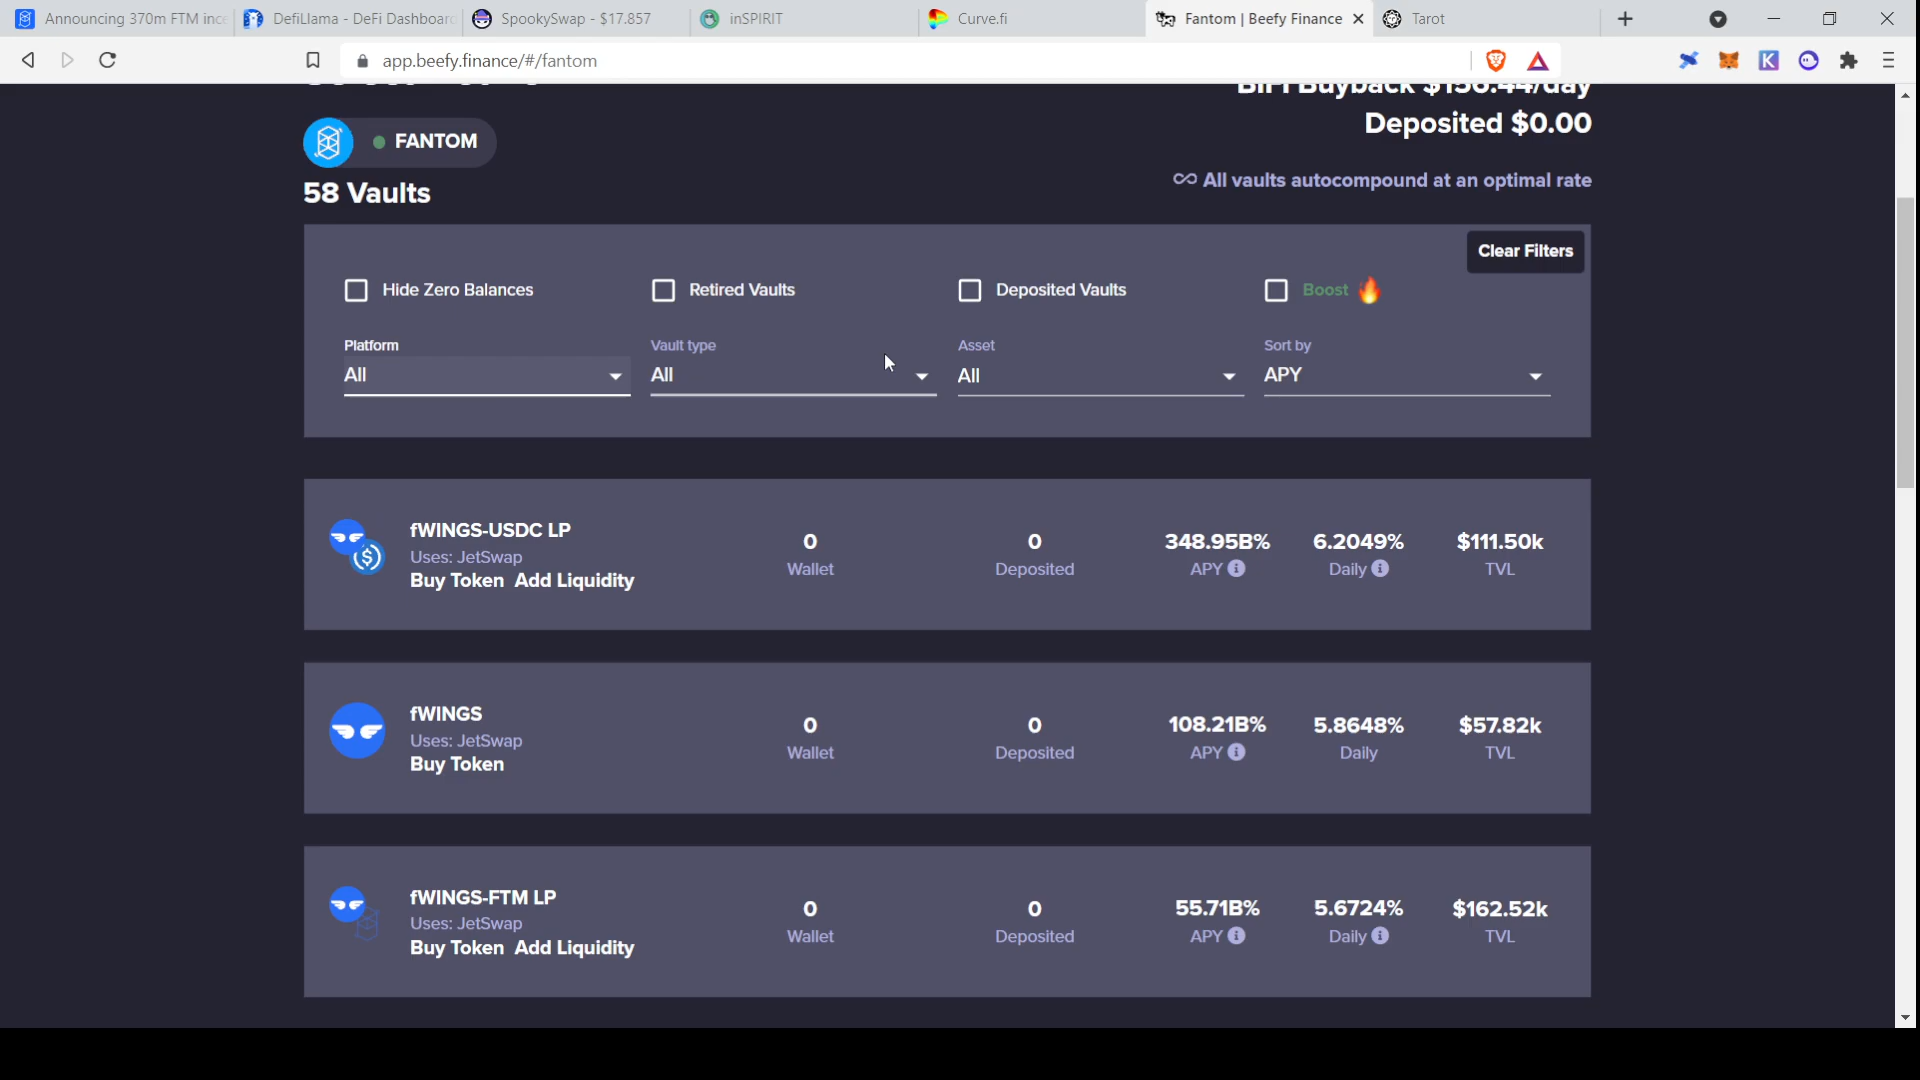 Announcing 370m FTM ince
DefiLlama - DeFi Dashboard
SpookySwap - $17.857
inSPIRIT
Curve.fi
Fantom | Beefy Finance
Tarot
app.beefy.finance/#/fantom
BIFI Buyback $136.44/day
Deposited $0.00
FANTOM
58 Vaults
All vaults autocompound at an optimal rate
Clear Filters
Hide Zero Balances
Retired Vaults
Deposited Vaults
Boost
Platform
All
Vault type
All
Asset
All
Sort by
APY
fWINGS-USDC LP
Uses: JetSwap
Buy Token Add Liquidity
0
Wallet
0
Deposited
348.95B%
APY
6.2049%
Daily
$111.50k
TVL
fWINGS
Uses: JetSwap
Buy Token
0
Wallet
0
Deposited
108.21B%
APY
5.8648%
Daily
$57.82k
TVL
fWINGS-FTM LP
Uses: JetSwap
Buy Token Add Liquidity
0
Wallet
0
Deposited
55.71B%
APY
5.6724%
Daily
$162.52k
TVL